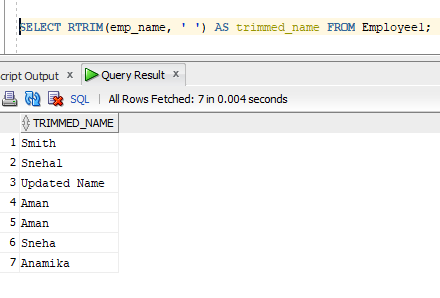 SELECT RTRIM(emp_name, ' ') AS trimmed_name FROM Employee1;
cript Output x Query Result x
SQL | All Rows Fetched: 7 in 0.004 seconds
TRIMMED_NAME
1 Smith
2 Snehal
3 Updated Name
4 Aman
5 Aman
6 Sneha
7 Anamika